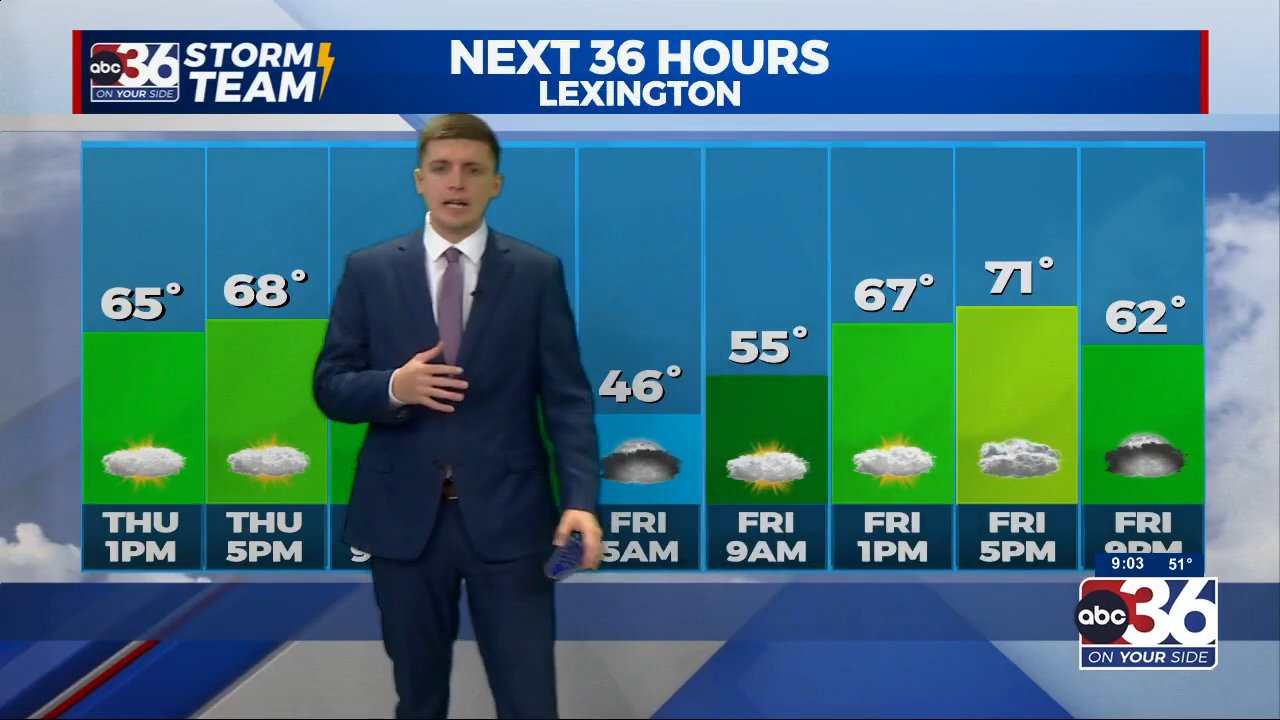 abc 36
ON YOUR SIDE
STORM
TEAM
NEXT 36 HOURS
LEXINGTON
65°
68°
46°
55°
67°
71°
62°
THU
1PM
THU
5PM
FRI
5AM
FRI
9AM
FRI
1PM
FRI
5PM
FRI
9PM
9:03 51°
abc 36
ON YOUR SIDE